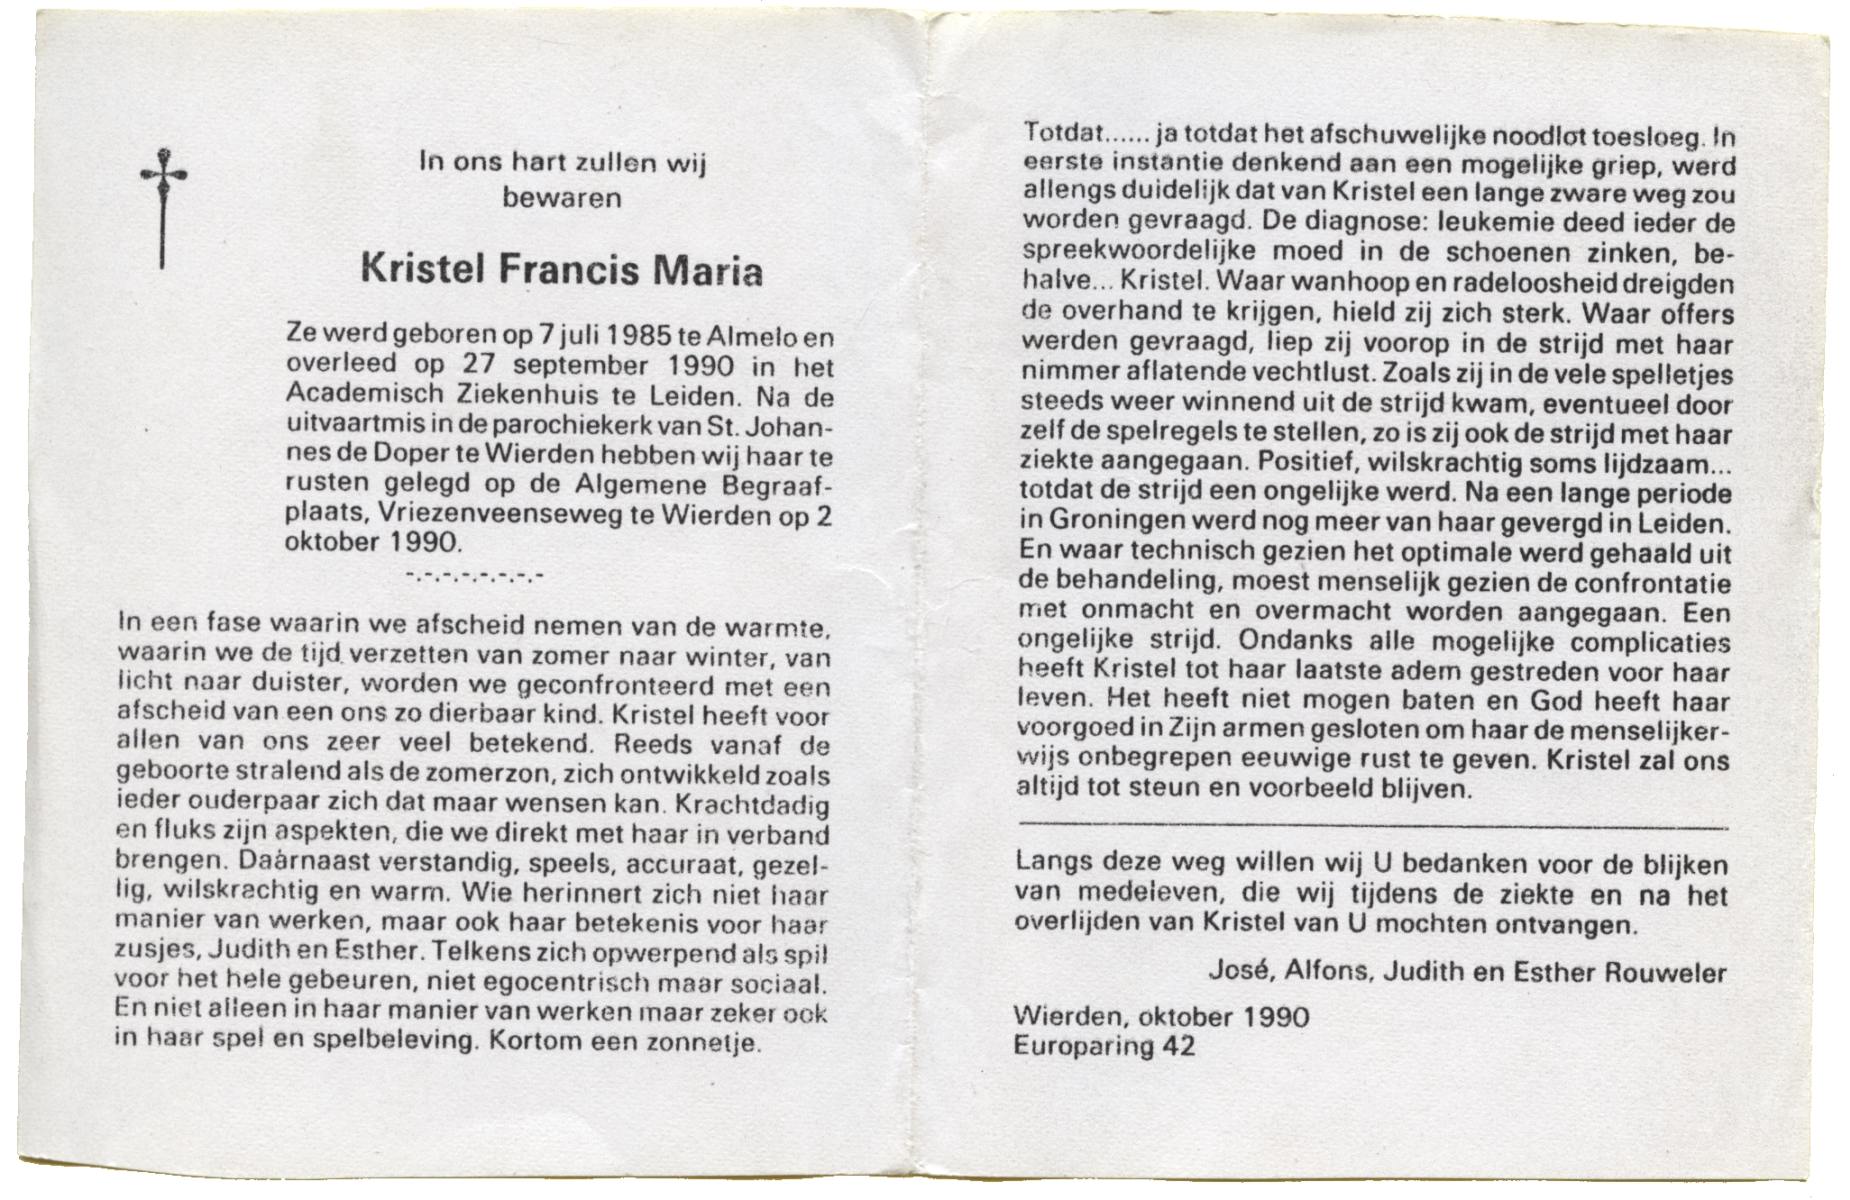 In ons hart zullen wij
bewaren
Kristel Francis Maria
Ze werd geboren op 7 juli 1985 te Almelo en
overleed op 27 september 1990 in het
Academisch Ziekenhuis te Leiden. Na de
uitvaartmis in de parochiekerk van St. Johan-
nes de Doper te Wierden hebben wij haar te
rusten gelegd op de Algemene Begraaf-
plaats, Vriezenveenseweg te Wierden op 2
oktober 1990.
-.-.-.-.-.-.-.-.-
In een fase waarin we afscheid nemen van de warmte,
waarin we de tijd verzetten van zomer naar winter, van
licht naar duister, worden we geconfronteerd met een
afscheid van een ons zo dierbaar kind. Kristel heeft voor
allen van ons zeer veel betekend. Reeds vanaf de
geboorte stralend als de zomerzon, zich ontwikkeld zoals
ieder ouderpaar zich dat maar wensen kan. Krachtdadig
en fluks zijn aspekten, die we direkt met haar in verband
brengen. Daárnaast verstandig, speels, accuraat, gezel-
lig, wilskrachtig en warm. Wie herinnert zich niet haar
manier van werken, maar ook haar betekenis voor haar
zusjes, Judith en Esther. Telkens zich opwerpend als spil
voor het hele gebeuren, niet egocentrisch maar sociaal.
En niet alleen in haar manier van werken maar zeker ook
in haar spel en spelbeleving. Kortom een zonnetje.
Totdat...... ja totdat het afschuwelijke noodlot toesloeg. In
eerste instantie denkend aan een mogelijke griep, werd
allengs duidelijk dat van Kristel een lange zware weg zou
worden gevraagd. De diagnose: leukemie deed ieder de
spreekwoordelijke moed in de schoenen zinken, be-
halve... Kristel. Waar wanhoop en radeloosheid dreigden
de overhand te krijgen, hield zij zich sterk. Waar offers
werden gevraagd, liep zij voorop in de strijd met haar
nimmer aflatende vechtlust. Zoals zij in de vele spelletjes
steeds weer winnend uit de strijd kwam, eventueel door
zelf de spelregels te stellen, zo is zij ook de strijd met haar
ziekte aangegaan. Positief, wilskrachtig soms lijdzaam...
totdat de strijd een ongelijke werd. Na een lange periode
in Groningen werd nog meer van haar gevergd in Leiden.
En waar technisch gezien het optimale werd gehaald uit
de behandeling, moest menselijk gezien de confrontatie
met onmacht en overmacht worden aangegaan. Een
ongelijke strijd. Ondanks alle mogelijke complicaties
heeft Kristel tot haar laatste adem gestreden voor haar
leven. Het heeft niet mogen baten en God heeft haar
voorgoed in Zijn armen gesloten om haar de menselijker-
wijs onbegrepen eeuwige rust te geven. Kristel zal ons
altijd tot steun en voorbeeld blijven.
Langs deze weg willen wij U bedanken voor de blijken
van medeleven, die wij tijdens de ziekte en na het
overlijden van Kristel van U mochten ontvangen.
José, Alfons, Judith en Esther Rouweler
Wierden, oktober 1990
Europaring 42